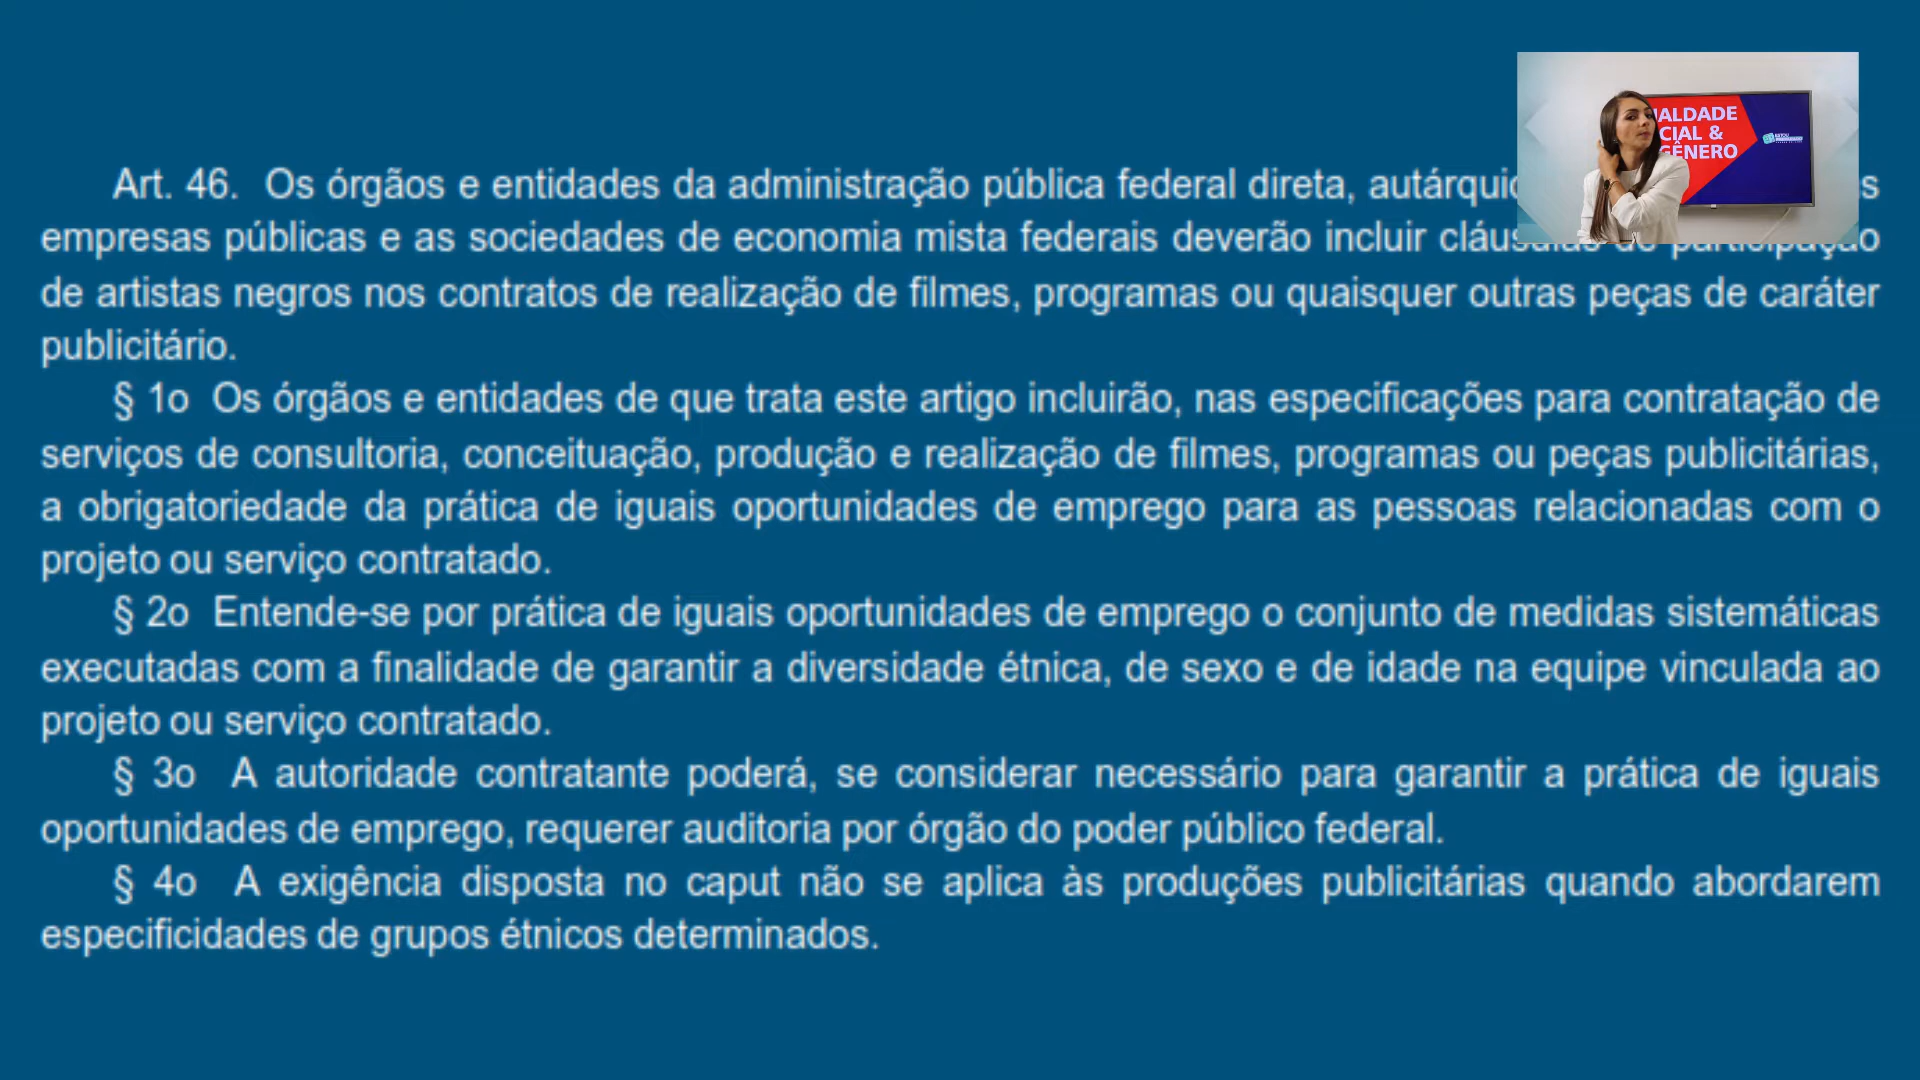 Art. 46. Os órgãos e entidades da administração pública federal direta,
empresas públicas e as sociedades de economia mista federais deverão incluir
de artistas negros nos contratos de realização de filmes, programas ou quaisquer outras peças de caráter
publicitário.
§ 1o Os órgãos e entidades de que trata este artigo incluirão, nas especificações para contratação de
serviços de consultoria, conceituação, produção e realização de filmes, programas ou peças publicitárias,
a obrigatoriedade da prática de iguais oportunidades de emprego para as pessoas relacionadas com o
projeto ou serviço contratado.
§ 2o Entende-se por prática de iguais oportunidades de emprego o conjunto de medidas sistemáticas
executadas com a finalidade de garantir a diversidade étnica, de sexo e de idade na equipe vinculada ao
projeto ou serviço contratado.
§ 3o A autoridade contratante poderá, se considerar necessário para garantir a prática de iguais
oportunidades de emprego, requerer auditoria por órgão do poder público federal.
§ 4o A exigência disposta no caput não se aplica às produções publicitárias quando abordarem
especificidades de grupos étnicos determinados.
IALDADE
CIAL &
GÊNERO